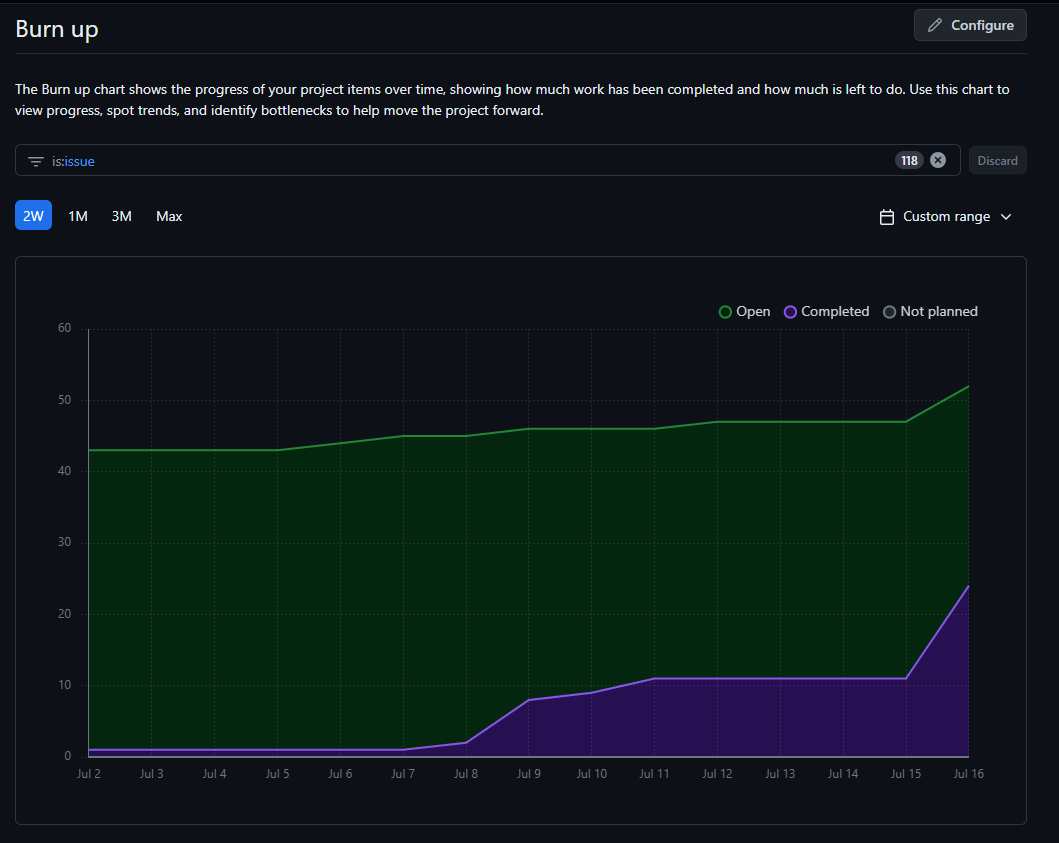 Burn up
Configure
The Burn up chart shows the progress of your project items over time, showing how much work has been completed and how much is left to do. Use this chart to
view progress, spot trends, and identify bottlenecks to help move the project forward.
is:issue
118
Discard
2W 1M 3M Max
Custom range
Open Completed Not planned
60
50
40
30
20
10
0
Jul 2 Jul 3 Jul 4 Jul 5 Jul 6 Jul 7 Jul 8 Jul 9 Jul 10 Jul 11 Jul 12 Jul 13 Jul 14 Jul 15 Jul 16